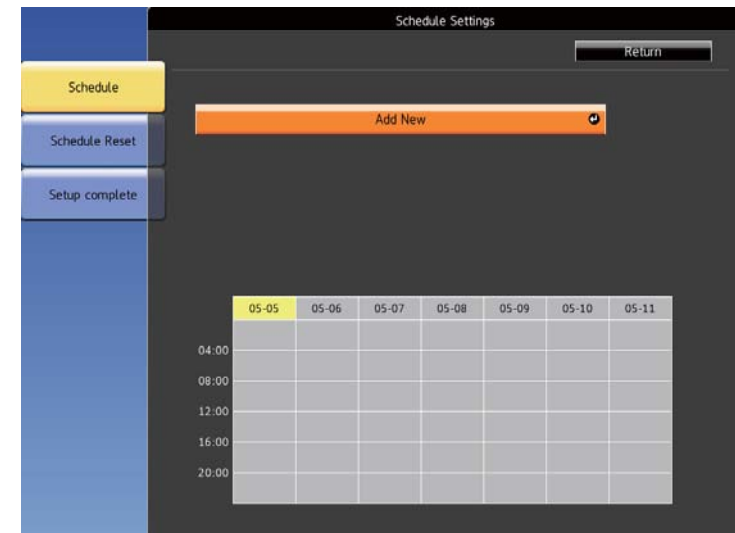 Schedule Settings
Return
Schedule
Add New
Schedule Reset
Setup complete
05-05 05-06 05-07 05-08 05-09 05-10 05-11
04:00
08:00
12:00
16:00
20:00